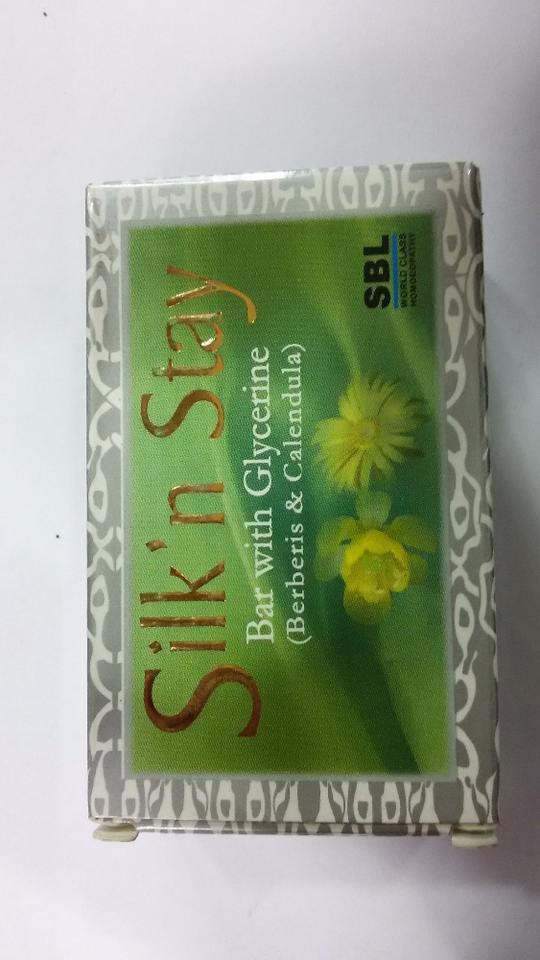 Silk'n Stay
Bar with Glycerine
(Berberis & Calendula)
SBL
WORLD CLASS
HOMOEOPATHY